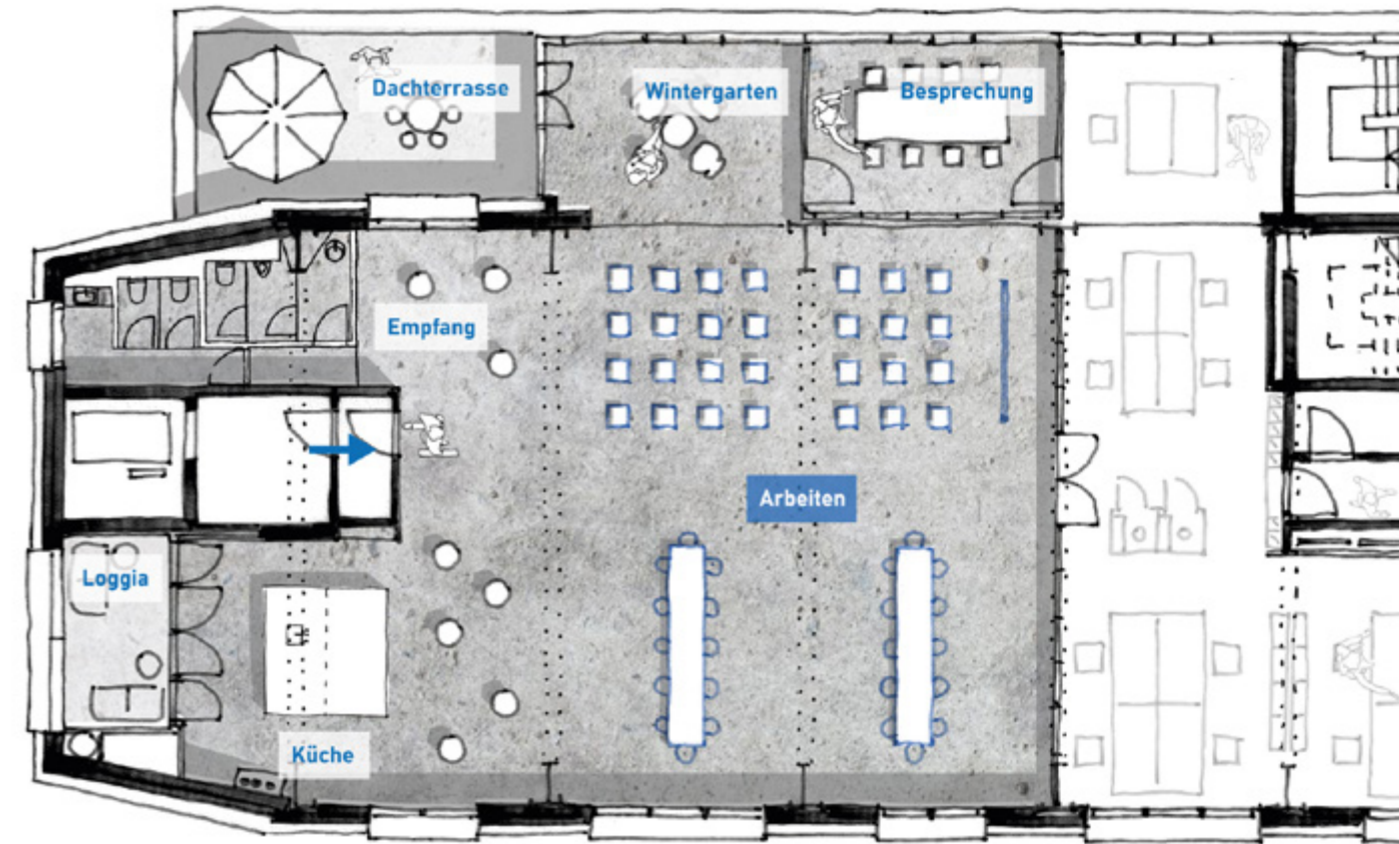 Dachterrasse
Wintergarten
Besprechung
Empfang
Arbeiten
Loggia
Küche